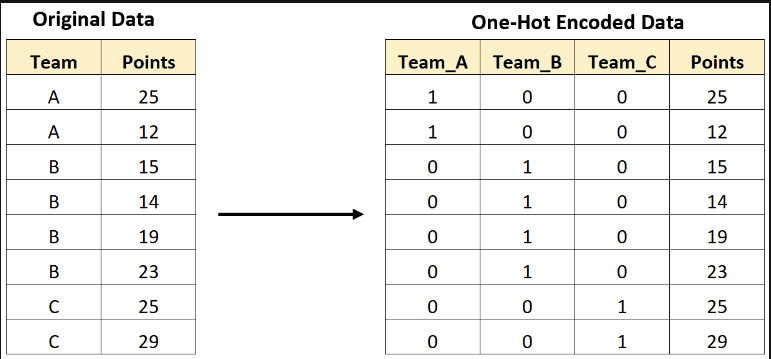 Original Data One-Hot Encoded Data
Team Points Team_A Team_B Team_C Points
A 25 1 0 0 25
A 12 1 0 0 12
B 15 0 1 0 15
B 14 0 1 0 14
B 19 0 1 0 19
B 23 0 1 0 23
C 25 0 0 1 25
C 29 0 0 1 29